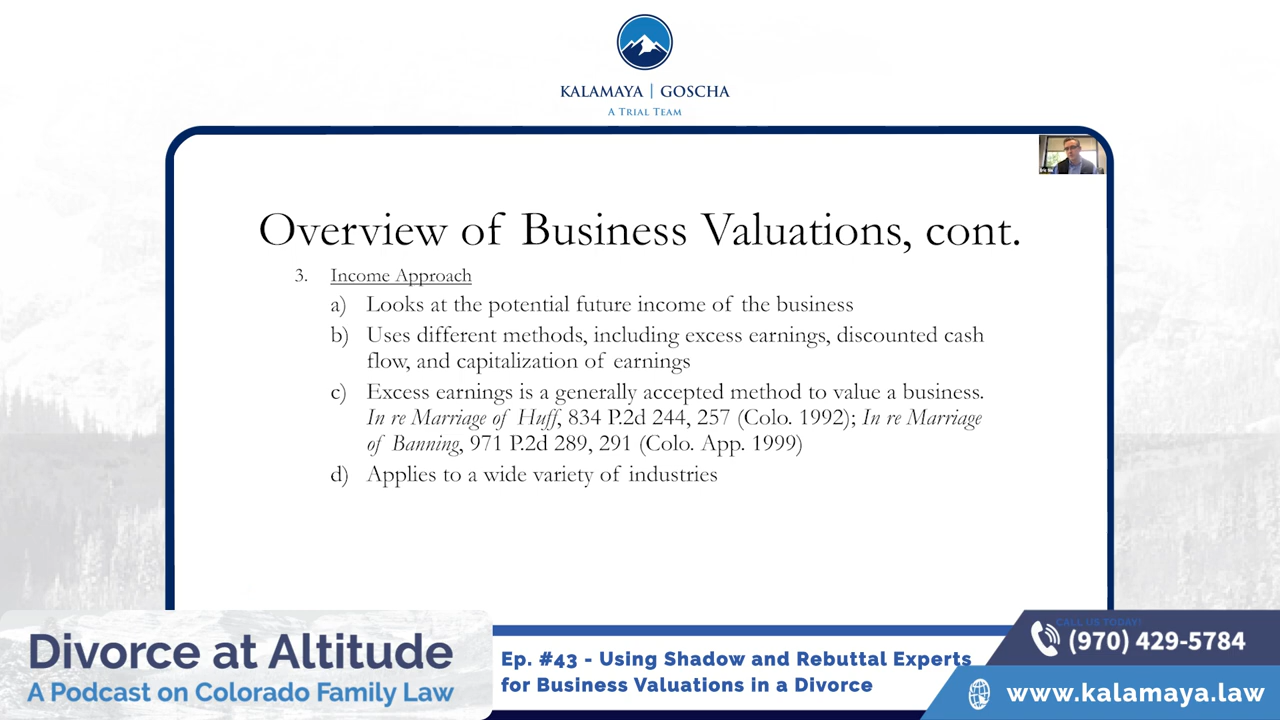 KALAMAYA | GOSCHA
A TRIAL TEAM
Overview of Business Valuations, cont.
3. Income Approach
a) Looks at the potential future income of the business
b) Uses different methods, including excess earnings, discounted cash
flow, and capitalization of earnings
c) Excess earnings is a generally accepted method to value a business.
In re Marriage of Huff, 834 P.2d 244, 257 (Colo. 1992); In re Marriage
of Banning, 971 P.2d 289, 291 (Colo. App. 1999)
d) Applies to a wide variety of industries
Divorce at Altitude
A Podcast on Colorado Family Law
Ep. #43 - Using Shadow and Rebuttal Experts
for Business Valuations in a Divorce
CALL US TODAY!
(970) 429-5784
www.kalamaya.law